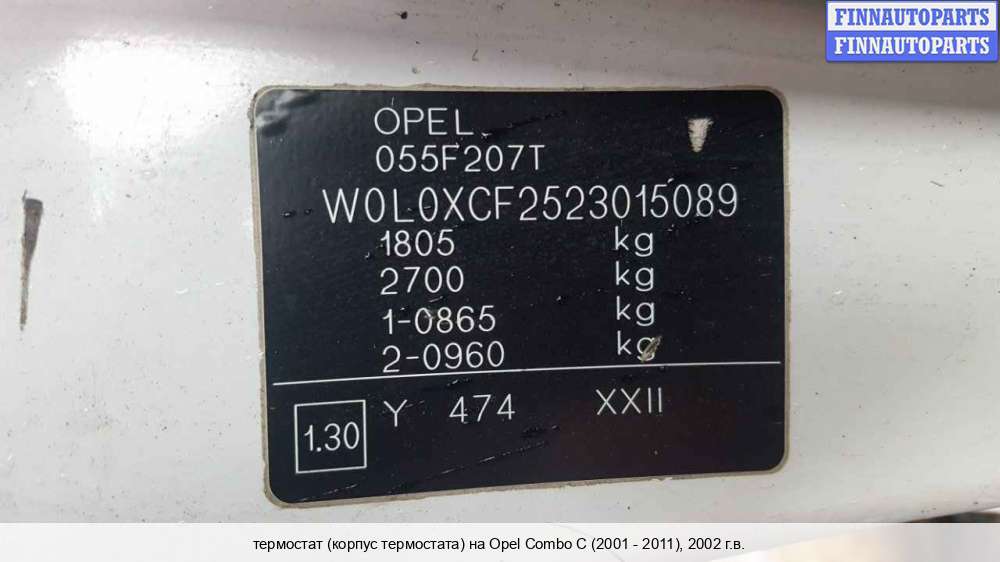 FINNAUTOPARTS
FINNAUTOPARTS
OPEL
055F207T
W0L0XCF2523015089
1805 kg
2700 kg
1-0865 kg
2-0960 kg
1.30 Y 474 XXII
термостат (корпус термостата) на Opel Combo C (2001 - 2011), 2002 г.в.